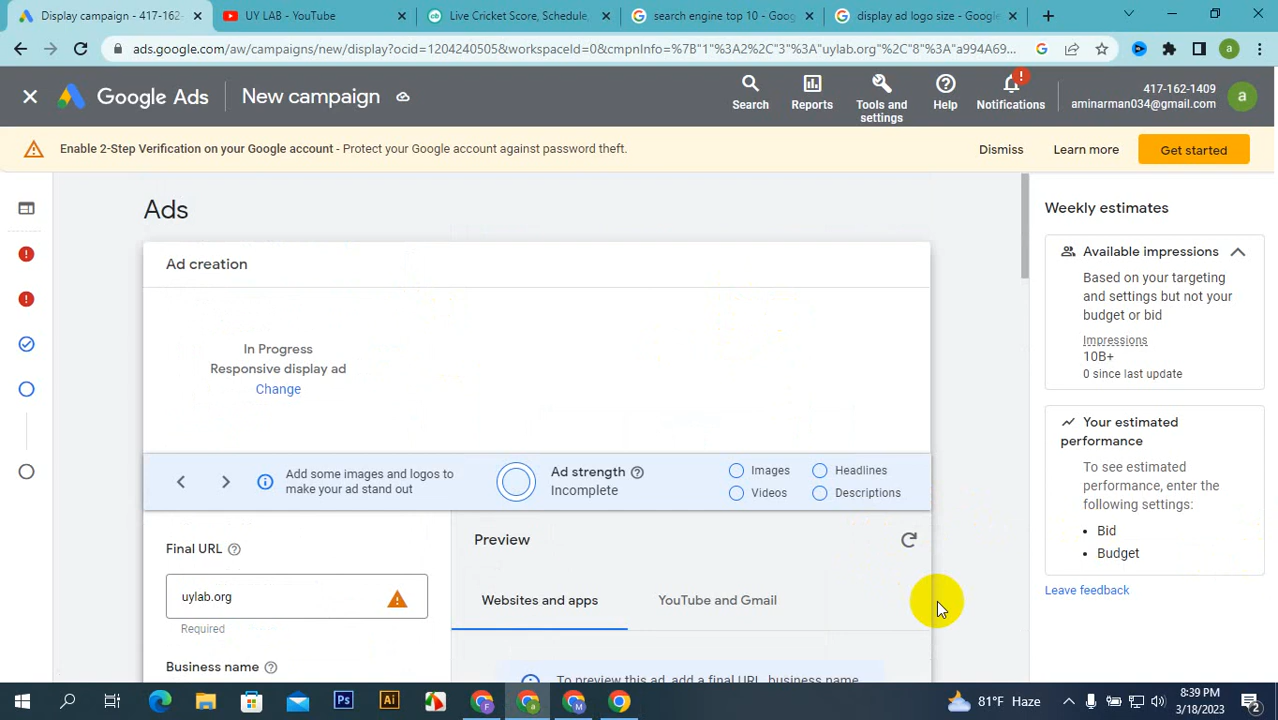 Display campaign - 417-162-
UY LAB - YouTube
Live Cricket Score, Schedule,
search engine top 10 - Google
display ad logo size - Google
ads.google.com/aw/campaigns/new/display?ocid=1204240505&workspaceId=0&cmpnInfo=%7B"1"%3A2%2C"3"%3A"uylab.org"%2C"8"%3A"a994A69...
a
Google Ads
New campaign
Search
Reports
Tools and
settings
Help
Notifications
417-162-1409
aminarman034@gmail.com
a
Enable 2-Step Verification on your Google account - Protect your Google account against password theft.
Dismiss
Learn more
Get started
Ads
Ad creation
In Progress
Responsive display ad
Change
Add some images and logos to
make your ad stand out
Ad strength
Incomplete
Images
Headlines
Videos
Descriptions
Final URL
uylab.org
Required
Business name
Preview
Websites and apps
YouTube and Gmail
To preview this ad, add a final URL, business name,
Weekly estimates
Available impressions
Based on your targeting
and settings but not your
budget or bid
Impressions
10B+
0 since last update
Your estimated
performance
To see estimated
performance, enter the
following settings:
• Bid
• Budget
Leave feedback
Ps
Ai
F
a
M
81°F Haze
8:39 PM
3/18/2023
2